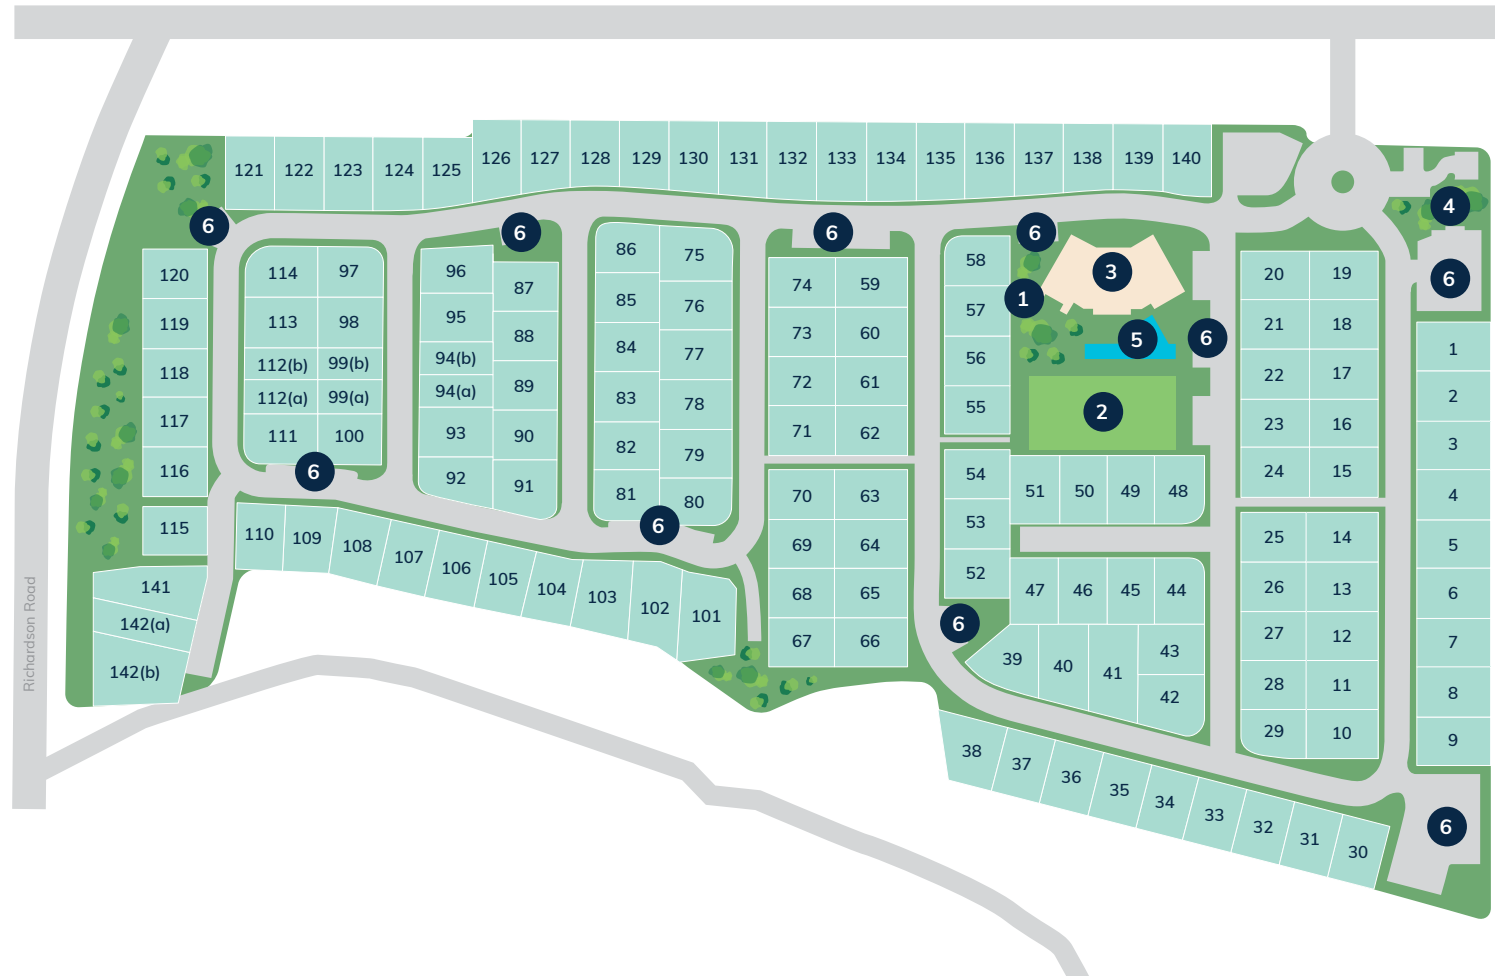 121 122 123 124 125 126 127 128 129 130 131 132 133 134 135 136 137 138 139 140
6 6 6 6 4
120 114 97 96 87 86 75 74 59 58 1 3 20 19 6
119 113 98 95 88 85 76 73 60 57 5 6 21 18 1
118 112(b) 99(b) 94(b) 84 77 72 61 56 22 17 2
112(a) 99(a) 94(a) 89 83 78 55 2 23 16
117 111 100 93 90 82 79 71 62 24 15 3
116 6 92 91 81 80 70 63 54 51 50 49 48 4
115 110 109 108 107 6 69 64 53 25 14 5
141 106 105 104 103 102 101 68 65 52 47 46 45 44 26 13 6
142(a) 67 66 6 39 40 41 43 27 12 7
142(b) 42 28 11 8
38 37 36 35 34 33 32 31 30 29 10 9
6
Richardson Road